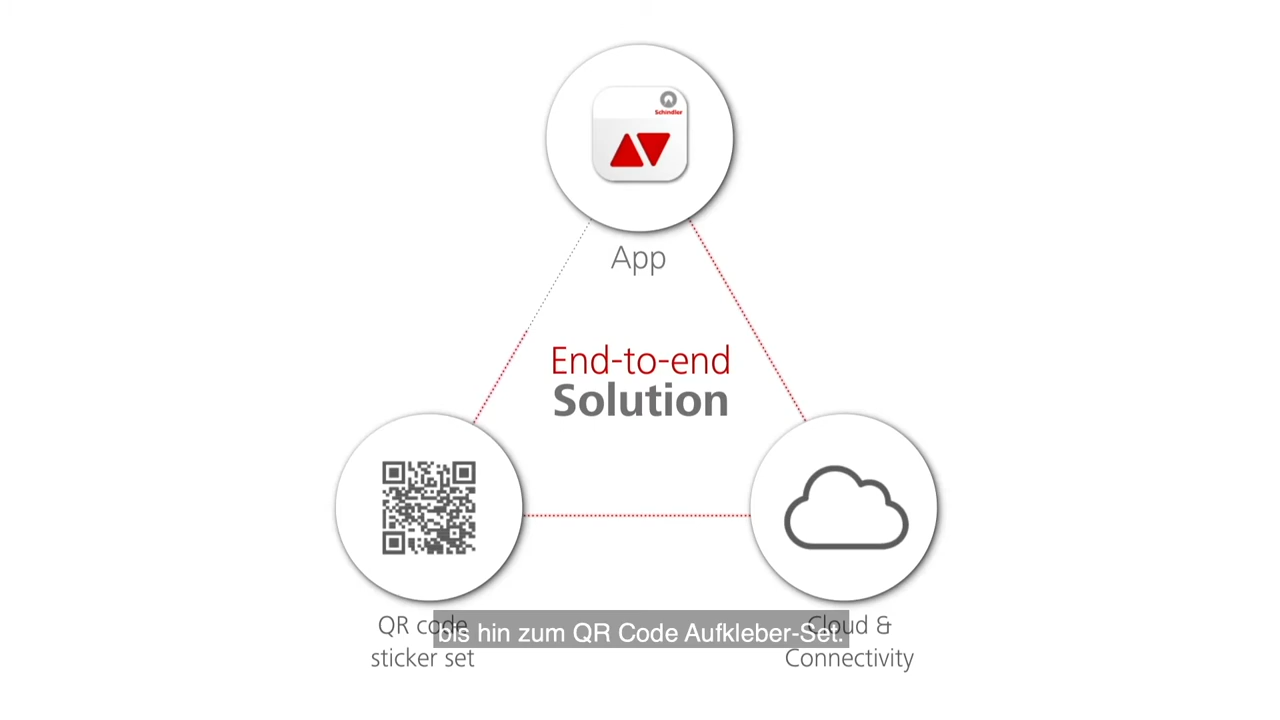 Schindler
App
End-to-end
Solution
QR code
sticker set
Cloud &
Connectivity
bis hin zum QR Code Aufkleber-Set.